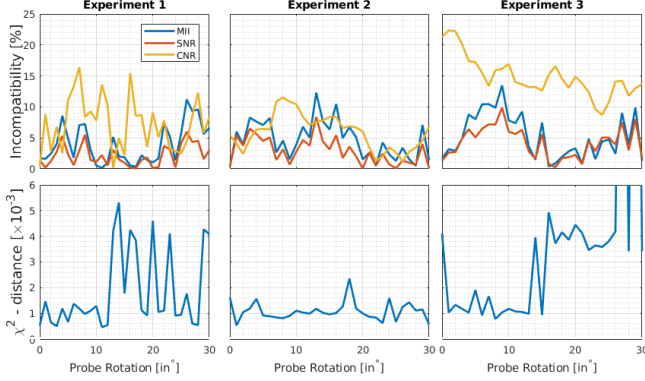 Experiment 1
Experiment 2
Experiment 3
Incompatibility [%]
25
20
15
10
5
0
MII
SNR
CNR
χ² - distance [×10⁻³]
6
5
4
3
2
1
0
0 10 20 30
0 10 20 30
0 10 20 30
Probe Rotation [in°]
Probe Rotation [in°]
Probe Rotation [in°]